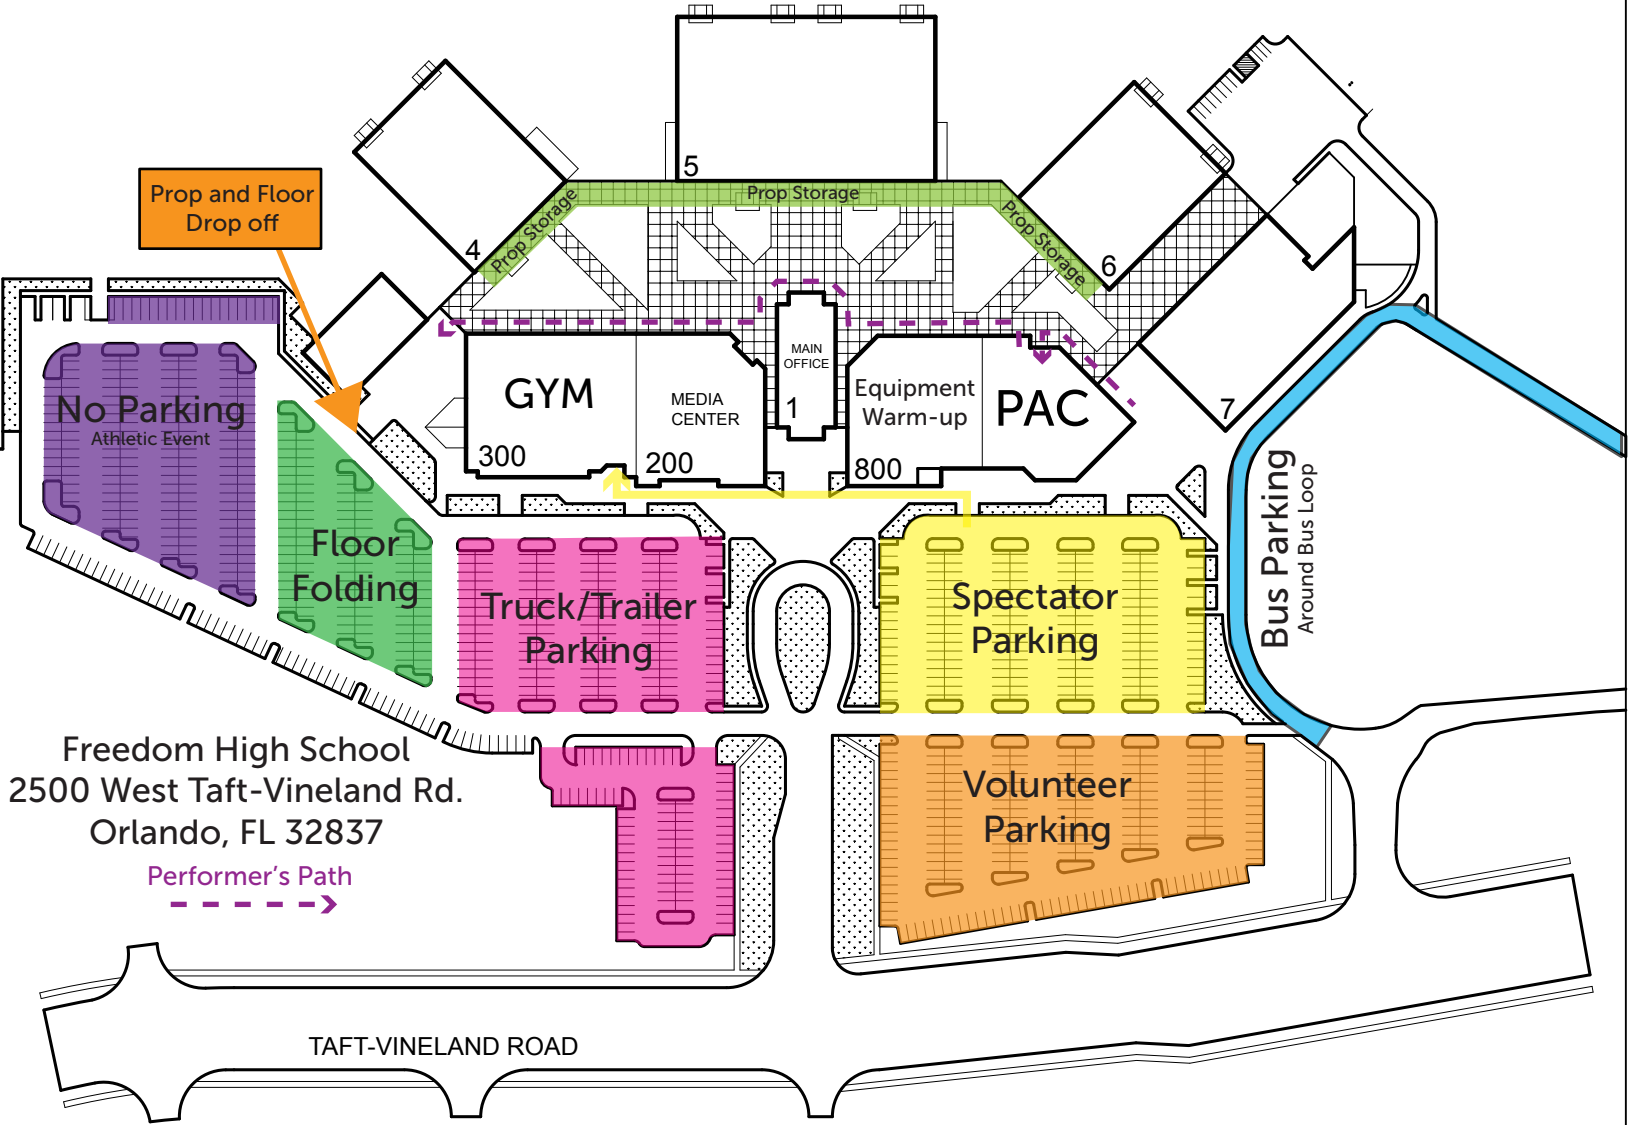 5
Prop and Floor
Drop off
Prop Storage
Prop Storage
Prop Storage
4
6
MAIN
OFFICE
1
GYM
MEDIA
CENTER
300
200
Equipment
Warm-up
PAC
800
7
No Parking
Athletic Event
Floor
Folding
Truck/Trailer
Parking
Spectator
Parking
Bus Parking
Around Bus Loop
Volunteer
Parking
Freedom High School
2500 West Taft-Vineland Rd.
Orlando, FL 32837
Performer's Path
TAFT-VINELAND ROAD